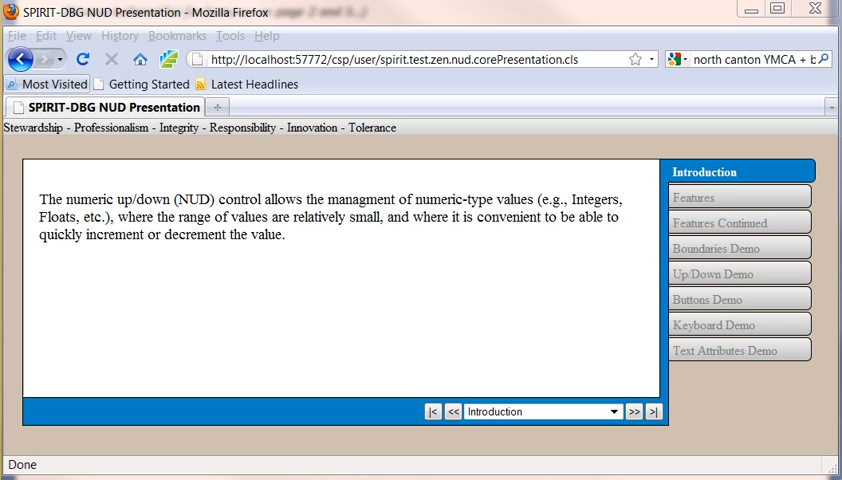 SPIRIT-DBG NUD Presentation - Mozilla Firefox
File Edit View History Bookmarks Tools Help
http://localhost:57772/csp/user/spirit.test.zen.nud.corePresentation.cls
north canton YMCA + b
Most Visited Getting Started Latest Headlines
SPIRIT-DBG NUD Presentation
Stewardship - Professionalism - Integrity - Responsibility - Innovation - Tolerance
The numeric up/down (NUD) control allows the managment of numeric-type values (e.g., Integers,
Floats, etc.), where the range of values are relatively small, and where it is convenient to be able to
quickly increment or decrement the value.
Introduction
Features
Features Continued
Boundaries Demo
Up/Down Demo
Buttons Demo
Keyboard Demo
Text Attributes Demo
|< << Introduction >> >|
Done